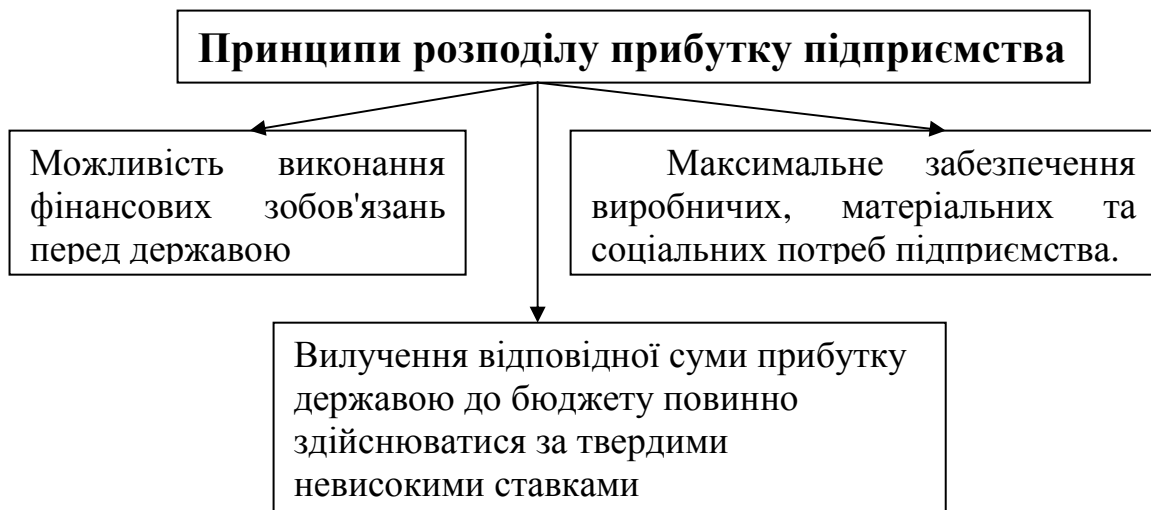 Принципи розподілу прибутку підприємства
Можливість виконання
фінансових зобов'язань
перед державою
Максимальне забезпечення
виробничих, матеріальних та
соціальних потреб підприємства.
Вилучення відповідної суми прибутку
державою до бюджету повинно
здійснюватися за твердими
невисокими ставками